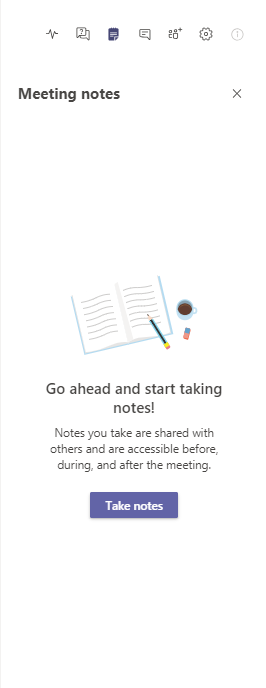 Meeting notes
Go ahead and start taking
notes!
Notes you take are shared with
others and are accessible before,
during, and after the meeting.
Take notes